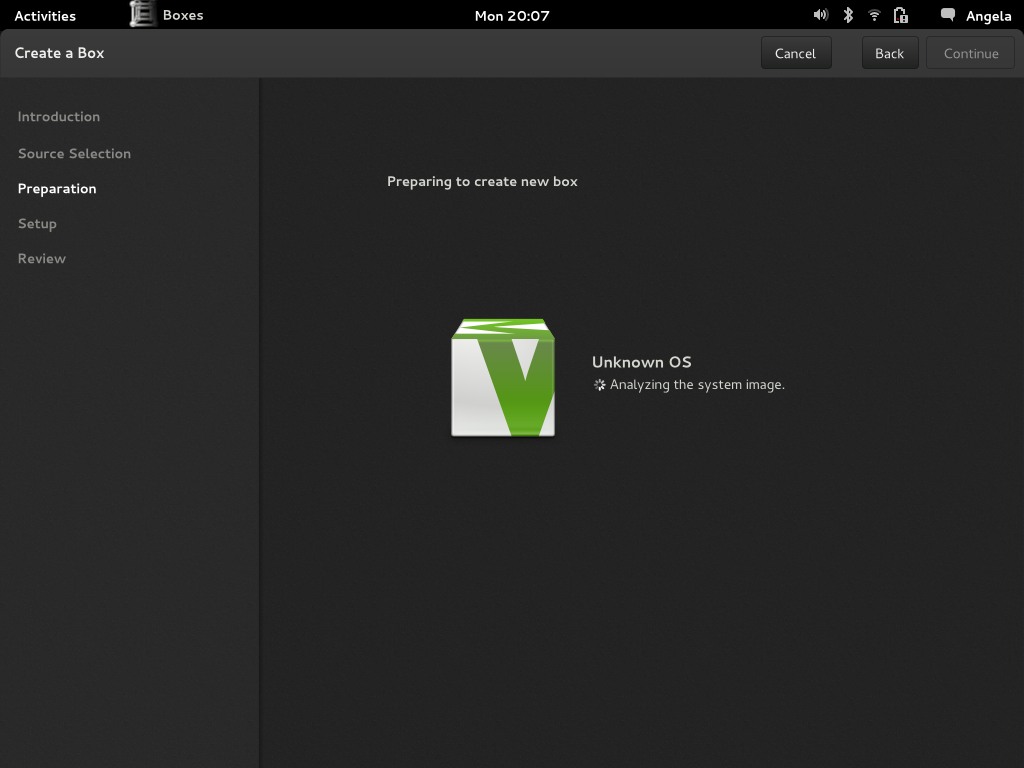 Activities Boxes Mon 20:07 Angela
Create a Box Cancel Back Continue
Introduction
Source Selection
Preparation
Setup
Review
Preparing to create new box
Unknown OS
Analyzing the system image.